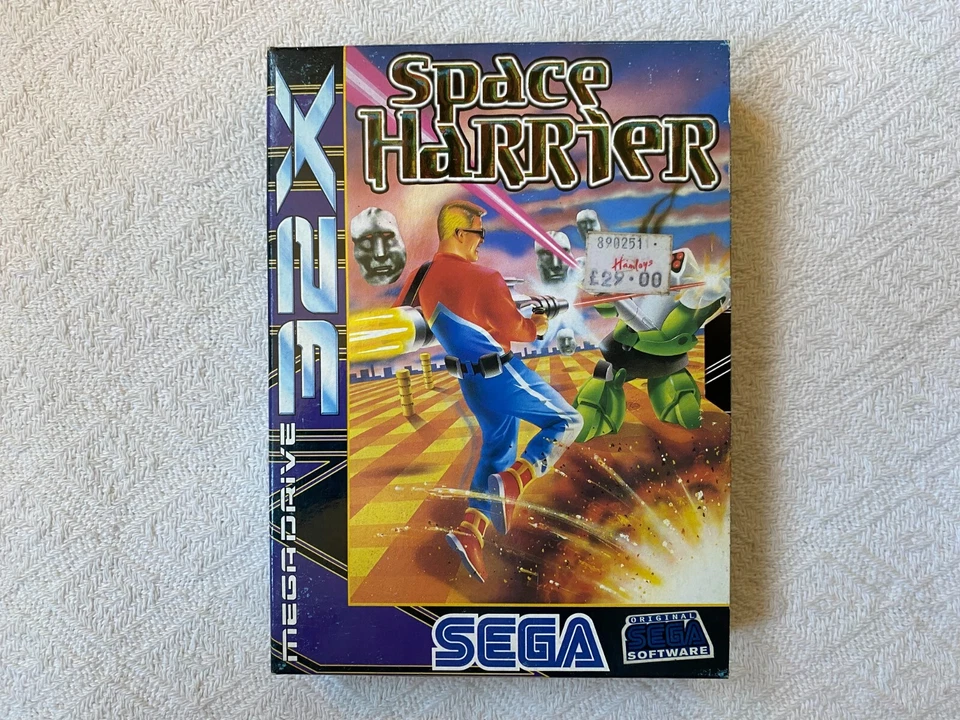 Space
Harrier
890251
Hamleys
£29.00
MEGADRIVE 32X
SEGA
ORIGINAL
SEGA
SOFTWARE